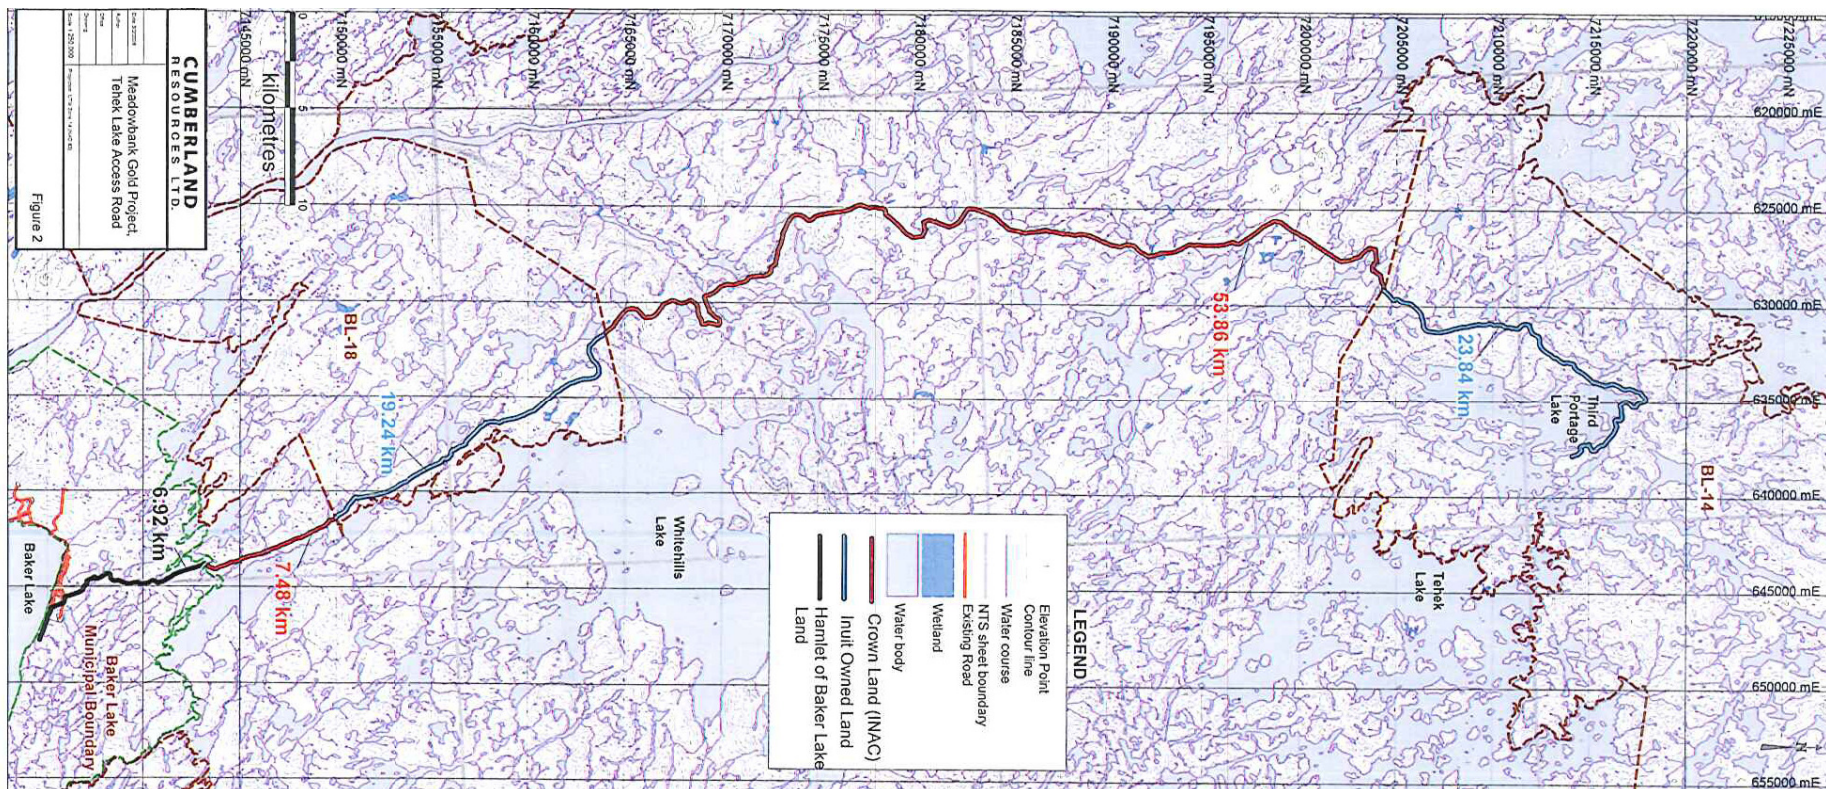 7145000 mN
7150000 mN
7155000 mN
7160000 mN
7165000 mN
7170000 mN
7175000 mN
7180000 mN
7185000 mN
7190000 mN
7195000 mN
7200000 mN
7205000 mN
7210000 mN
7215000 mN
7220000 mN
7225000 mN
620000 mE
625000 mE
630000 mE
635000 mE
640000 mE
645000 mE
650000 mE
655000 mE
0
5
10
kilometres
CUMBERLAND
RESOURCES LTD.
Meadowbank Gold Project,
Tehek Lake Access Road
Figure 2
BL-18
BL-14
53.86 km
23.84 km
19.24 km
7.48 km
6.92 km
Third
Portage
Lake
Whitehills
Lake
Tehek
Lake
Baker Lake
Baker Lake
Municipal Boundary
LEGEND
Elevation Point
Contour line
Water course
NTS sheet boundary
Existing Road
Wetland
Water body
Crown Land (INAC)
Inuit Owned Land
Hamlet of Baker Lake
Land
N